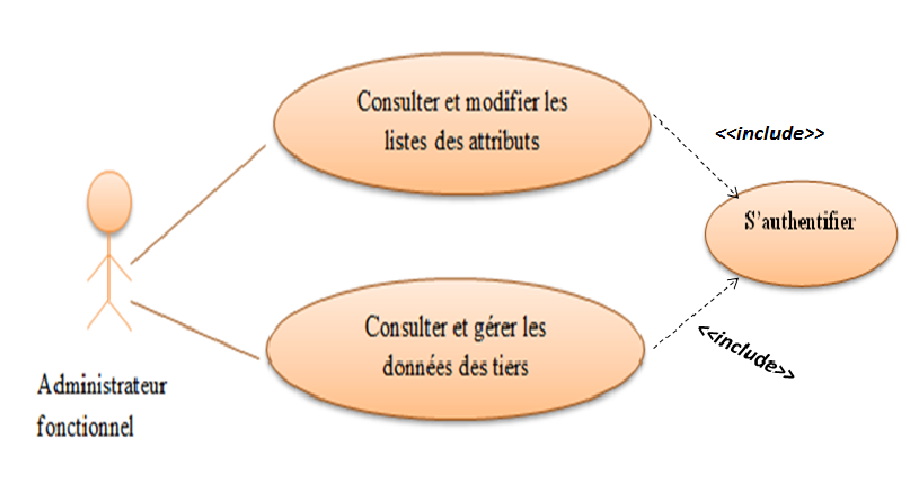 Consulter et modifier les
listes des attributs
<<include>>
S'authentifier
Consulter et gérer les
données des tiers
<<include>>
Administrateur
fonctionnel